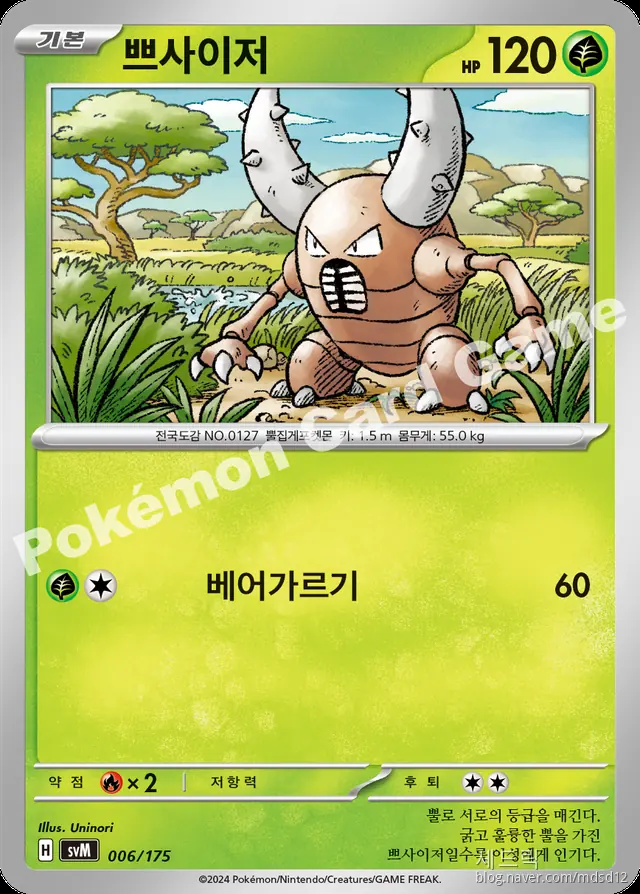 기본 쁘사이저 HP 120
전국도감 NO.0127 뿔집게포켓몬 키: 1.5 m 몸무게: 55.0 kg
Pokémon Card Game
베어가르기 60
약점 ×2 저항력 후퇴
Illus. Uninori
뿔로 서로의 등급을 매긴다.
굵고 훌륭한 뿔을 가진
쁘사이저일수록 이성에게 인기다.
H svM 006/175
©2024 Pokémon/Nintendo/Creatures/GAME FREAK.
blog.naver.com/mdsd12